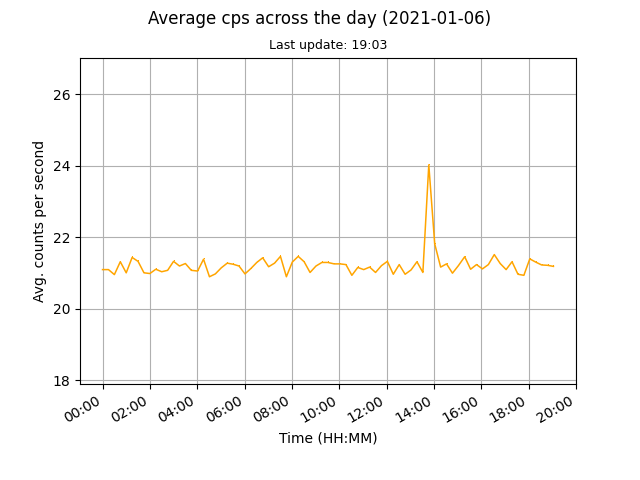 Average cps across the day (2021-01-06)
Last update: 19:03
26
24
22
20
18
Avg. counts per second
00:00 02:00 04:00 06:00 08:00 10:00 12:00 14:00 16:00 18:00 20:00
Time (HH:MM)